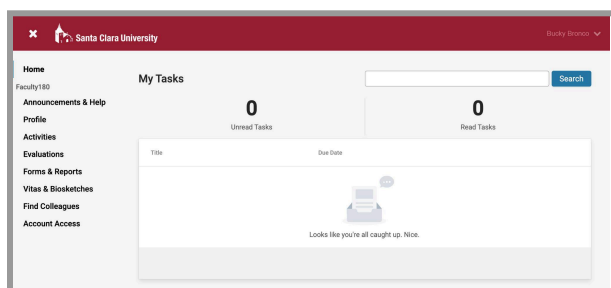 Santa Clara University
Bucky Bronco
Home
Faculty180
Announcements & Help
Profile
Activities
Evaluations
Forms & Reports
Vitas & Biosketches
Find Colleagues
Account Access
My Tasks
Search
0
Unread Tasks
0
Read Tasks
Title Due Date
Looks like you're all caught up. Nice.